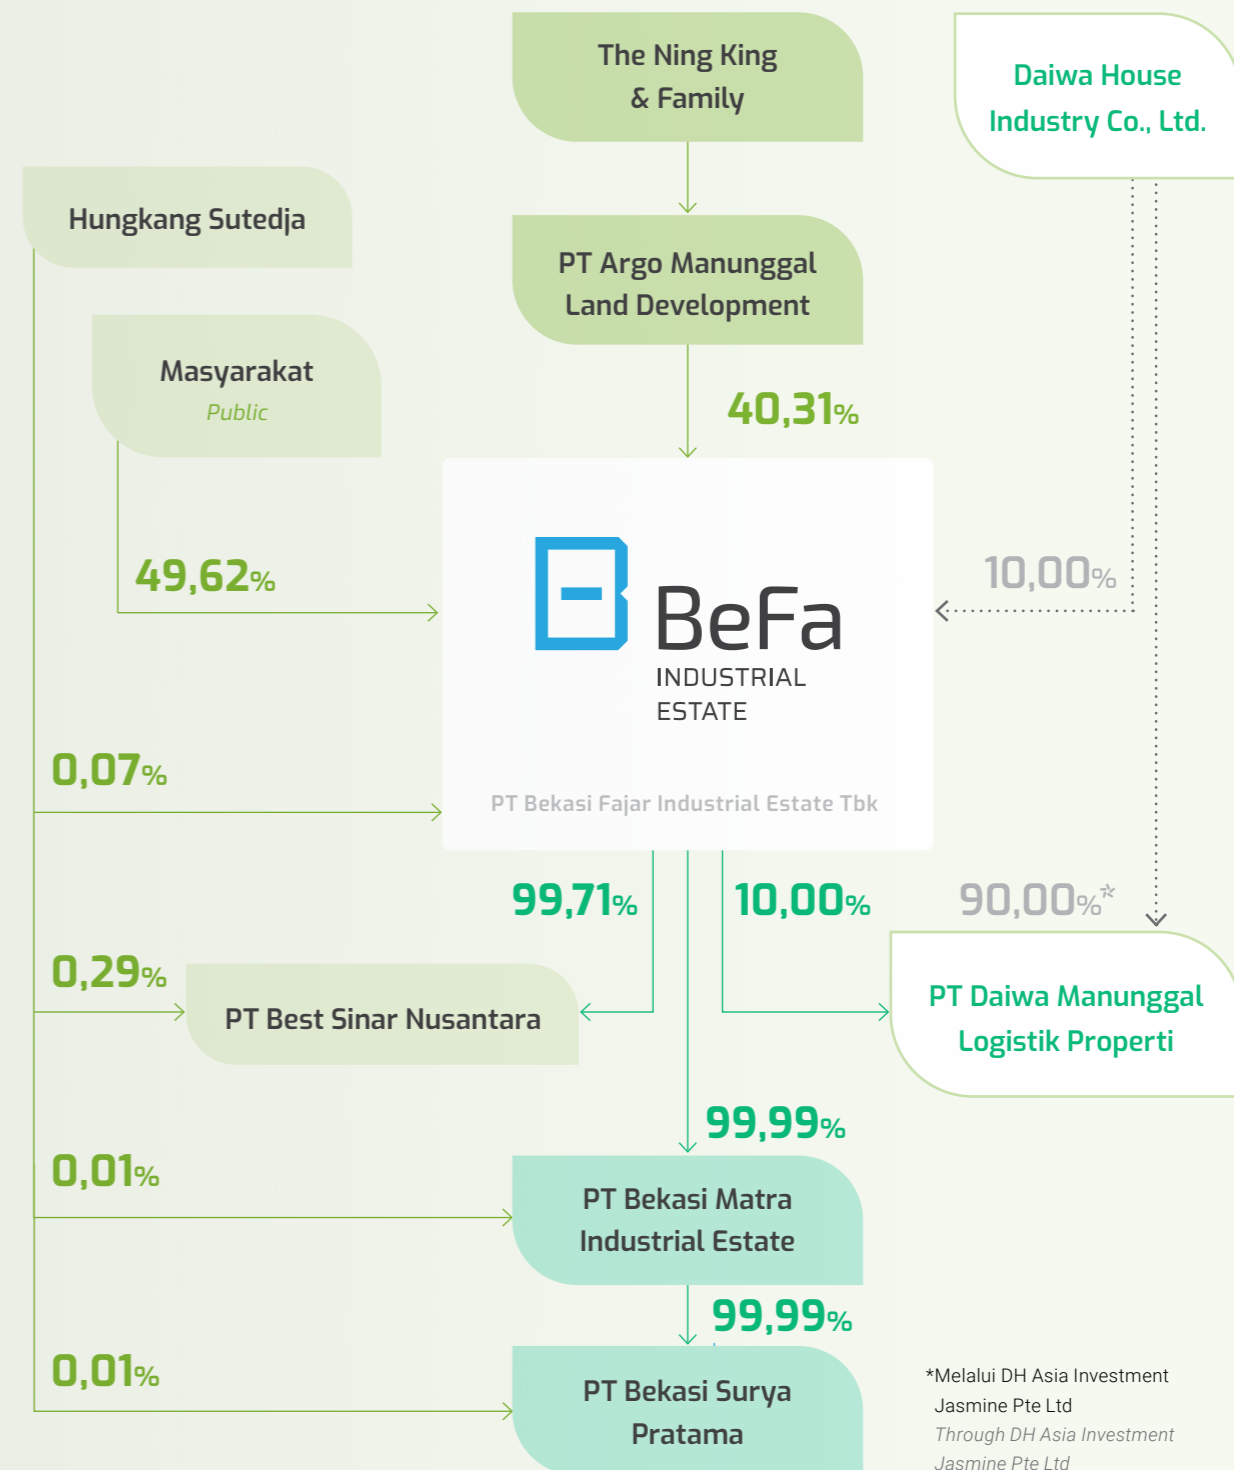 The Ning King
& Family
Daiwa House
Industry Co., Ltd.
Hungkang Sutedja
PT Argo Manunggal
Land Development
Masyarakat
Public
40,31%
49,62%
10,00%
BeFa
INDUSTRIAL
ESTATE
0,07%
PT Bekasi Fajar Industrial Estate Tbk
99,71%
10,00%
90,00%*
0,29%
PT Best Sinar Nusantara
PT Daiwa Manunggal
Logistik Properti
99,99%
0,01%
PT Bekasi Matra
Industrial Estate
99,99%
0,01%
PT Bekasi Surya
Pratama
*Melalui DH Asia Investment
Jasmine Pte Ltd
Through DH Asia Investment
Jasmine Pte Ltd